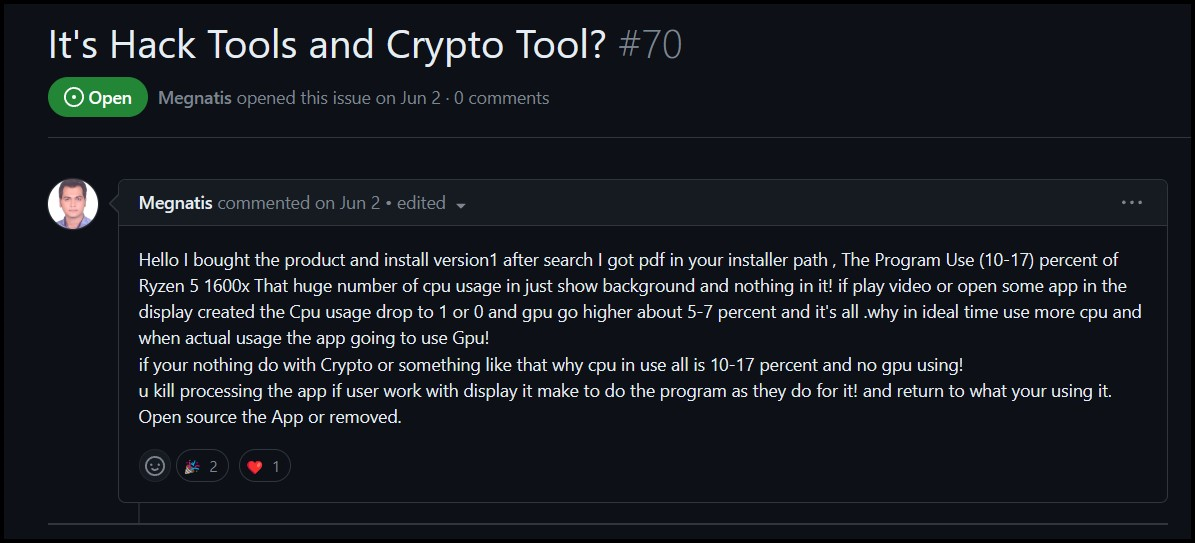 It's Hack Tools and Crypto Tool? #70
Open Megnatis opened this issue on Jun 2 · 0 comments
Megnatis commented on Jun 2 • edited
Hello I bought the product and install version1 after search I got pdf in your installer path , The Program Use (10-17) percent of
Ryzen 5 1600x That huge number of cpu usage in just show background and nothing in it! if play video or open some app in the
display created the Cpu usage drop to 1 or 0 and gpu go higher about 5-7 percent and it's all .why in ideal time use more cpu and
when actual usage the app going to use Gpu!
if your nothing do with Crypto or something like that why cpu in use all is 10-17 percent and no gpu using!
u kill processing the app if user work with display it make to do the program as they do for it! and return to what your using it.
Open source the App or removed.
2 1